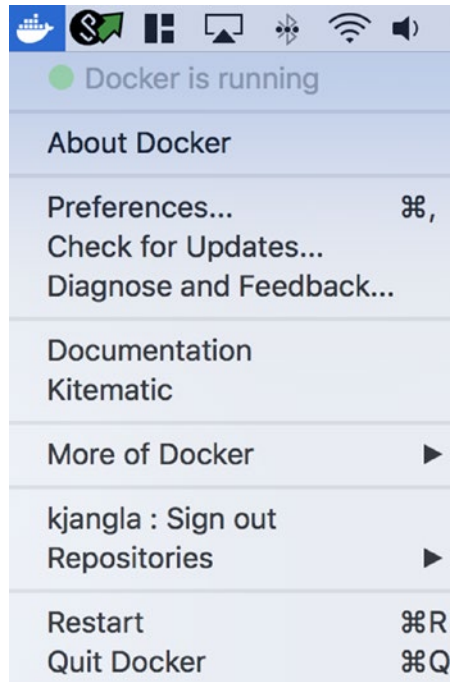 Docker is running
About Docker
Preferences... ⌘,
Check for Updates...
Diagnose and Feedback...
Documentation
Kitematic
More of Docker ▶
kjangla : Sign out
Repositories ▶
Restart ⌘R
Quit Docker ⌘Q